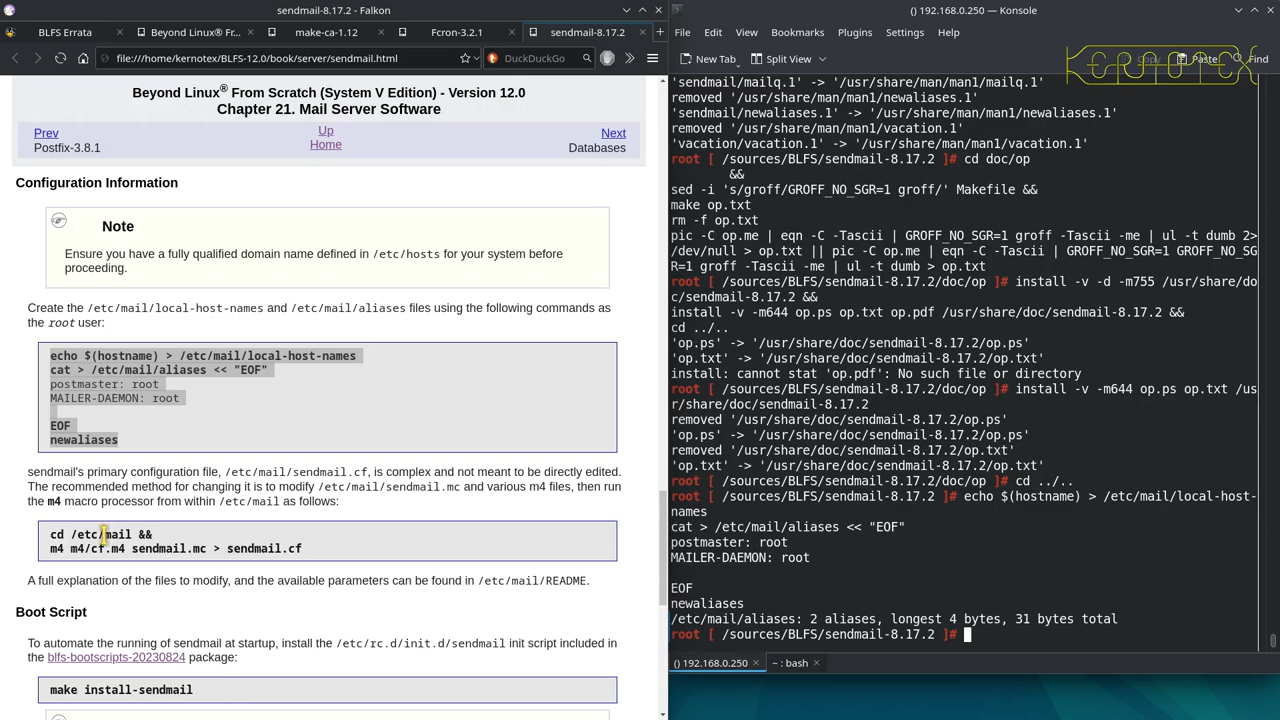 sendmail-8.17.2 — Falkon
BLFS Errata
Beyond Linux® Fr...
make-ca-1.12
Fcron-3.2.1
sendmail-8.17.2
file:///home/kernotex/BLFS-12.0/book/server/sendmail.html
DuckDuckGo
Beyond Linux® From Scratch (System V Edition) - Version 12.0
Chapter 21. Mail Server Software
Prev
Up
Next
Postfix-3.8.1
Home
Databases
Configuration Information
Note
Ensure you have a fully qualified domain name defined in /etc/hosts for your system before
proceeding.
Create the /etc/mail/local-host-names and /etc/mail/aliases files using the following commands as
the root user:
echo $(hostname) > /etc/mail/local-host-names
cat > /etc/mail/aliases << "EOF"
postmaster: root
MAILER-DAEMON: root
EOF
newaliases
sendmail's primary configuration file, /etc/mail/sendmail.cf, is complex and not meant to be directly edited.
The recommended method for changing it is to modify /etc/mail/sendmail.mc and various m4 files, then run
the m4 macro processor from within /etc/mail as follows:
cd /etc/mail &&
m4 m4/cf.m4 sendmail.mc > sendmail.cf
A full explanation of the files to modify, and the available parameters can be found in /etc/mail/README.
Boot Script
To automate the running of sendmail at startup, install the /etc/rc.d/init.d/sendmail init script included in
the blfs-bootscripts-20230824 package:
make install-sendmail
() 192.168.0.250 — Konsole
File Edit View Bookmarks Plugins Settings Help
New Tab Split View Copy Paste Find
KERNOTEX
'sendmail/mailq.1' -> '/usr/share/man/man1/mailq.1'
removed '/usr/share/man/man1/newaliases.1'
'sendmail/newaliases.1' -> '/usr/share/man/man1/newaliases.1'
removed '/usr/share/man/man1/vacation.1'
'vacation/vacation.1' -> '/usr/share/man/man1/vacation.1'
root [ /sources/BLFS/sendmail-8.17.2 ]# cd doc/op
&&
sed -i 's/groff/GROFF_NO_SGR=1 groff/' Makefile &&
make op.txt
rm -f op.txt
pic -C op.me | eqn -C -Tascii | GROFF_NO_SGR=1 groff -Tascii -me | ul -t dumb 2>
/dev/null > op.txt || pic -C op.me | eqn -C -Tascii | GROFF_NO_SGR=1 GROFF_NO_SG
R=1 groff -Tascii -me | ul -t dumb > op.txt
root [ /sources/BLFS/sendmail-8.17.2/doc/op ]# install -v -d -m755 /usr/share/do
c/sendmail-8.17.2 &&
install -v -m644 op.ps op.txt op.pdf /usr/share/doc/sendmail-8.17.2 &&
cd ../..
'op.ps' -> '/usr/share/doc/sendmail-8.17.2/op.ps'
'op.txt' -> '/usr/share/doc/sendmail-8.17.2/op.txt'
install: cannot stat 'op.pdf': No such file or directory
root [ /sources/BLFS/sendmail-8.17.2/doc/op ]# install -v -m644 op.ps op.txt /us
r/share/doc/sendmail-8.17.2
removed '/usr/share/doc/sendmail-8.17.2/op.ps'
'op.ps' -> '/usr/share/doc/sendmail-8.17.2/op.ps'
removed '/usr/share/doc/sendmail-8.17.2/op.txt'
'op.txt' -> '/usr/share/doc/sendmail-8.17.2/op.txt'
root [ /sources/BLFS/sendmail-8.17.2/doc/op ]# cd ../..
root [ /sources/BLFS/sendmail-8.17.2 ]# echo $(hostname) > /etc/mail/local-host-
names
cat > /etc/mail/aliases << "EOF"
postmaster: root
MAILER-DAEMON: root
EOF
newaliases
/etc/mail/aliases: 2 aliases, longest 4 bytes, 31 bytes total
root [ /sources/BLFS/sendmail-8.17.2 ]#
() 192.168.0.250
~ : bash